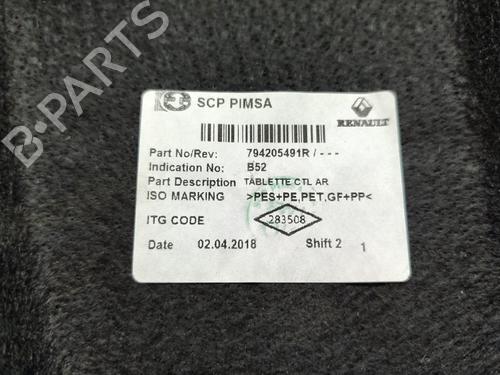 SCP PIMSA
RENAULT
Part No/Rev: 794205491R / - - -
Indication No: B52
Part Description TABLETTE CTL AR
ISO MARKING >PES+PE,PET,GF+PP<
ITG CODE 283508
Date 02.04.2018 Shift 2 1
B-PARTS